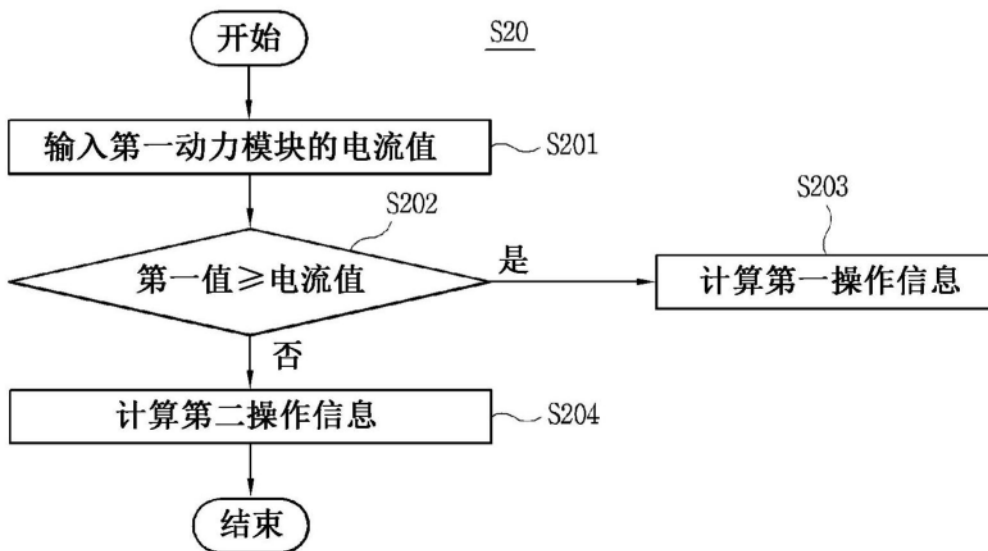 开始
S20
输入第一动力模块的电流值
S201
S202
第一值≥电流值
是
S203
计算第一操作信息
否
计算第二操作信息
S204
结束